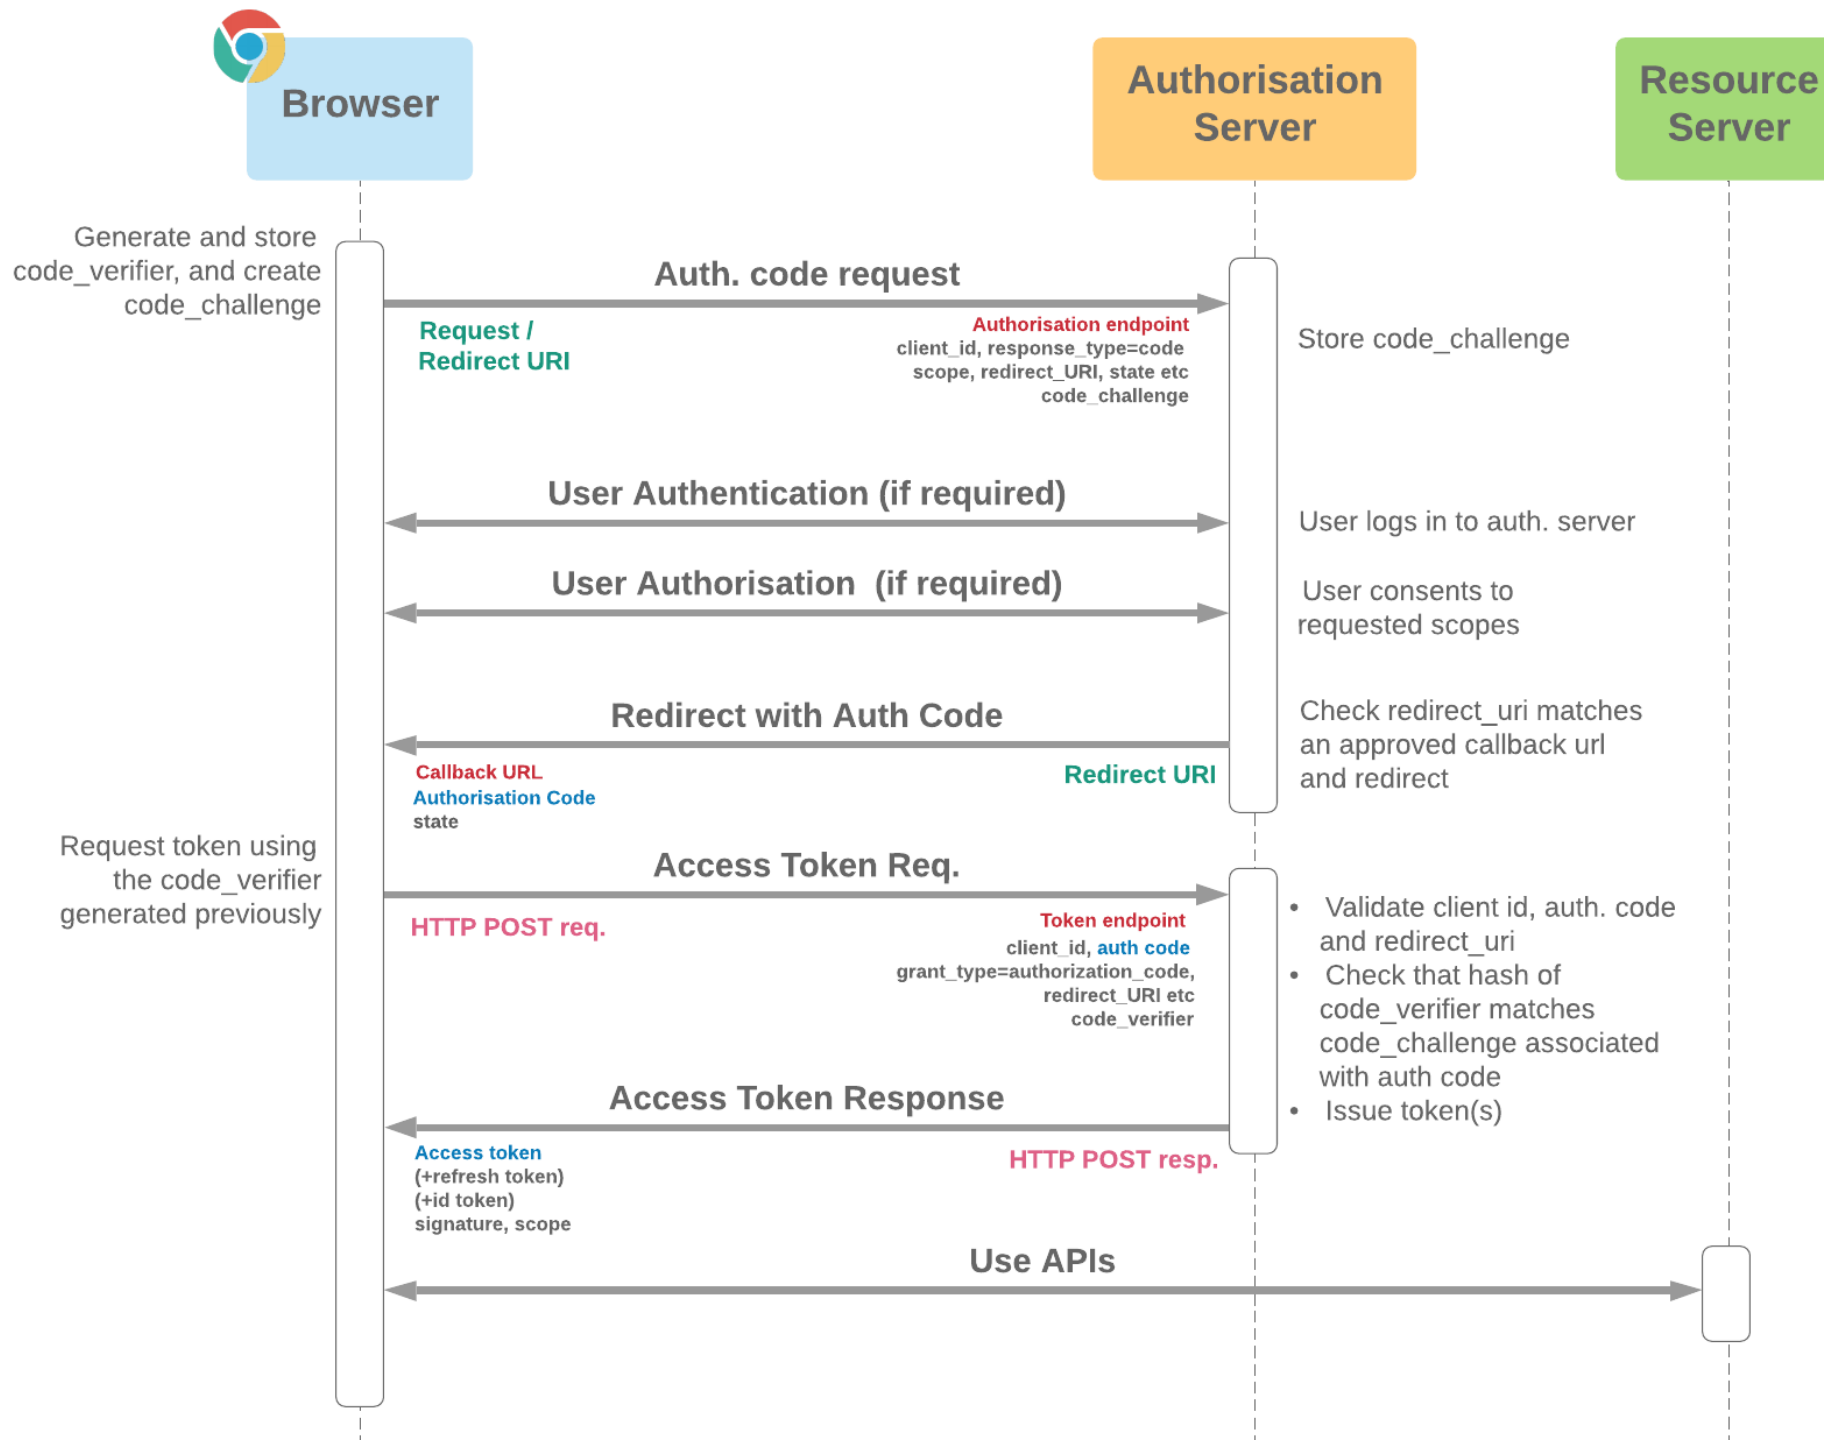 Browser
Authorisation
Server
Resource
Server
Generate and store
code_verifier, and create
code_challenge
Auth. code request
Request /
Redirect URI
Authorisation endpoint
client_id, response_type=code
scope, redirect_URI, state etc
code_challenge
Store code_challenge
User Authentication (if required)
User logs in to auth. server
User Authorisation (if required)
User consents to
requested scopes
Redirect with Auth Code
Callback URL
Authorisation Code
state
Redirect URI
Check redirect_uri matches
an approved callback url
and redirect
Request token using
the code_verifier
generated previously
Access Token Req.
HTTP POST req.
Token endpoint
client_id, auth code
grant_type=authorization_code,
redirect_URI etc
code_verifier
• Validate client id, auth. code
and redirect_uri
• Check that hash of
code_verifier matches
code_challenge associated
with auth code
• Issue token(s)
Access Token Response
Access token
(+refresh token)
(+id token)
signature, scope
HTTP POST resp.
Use APIs